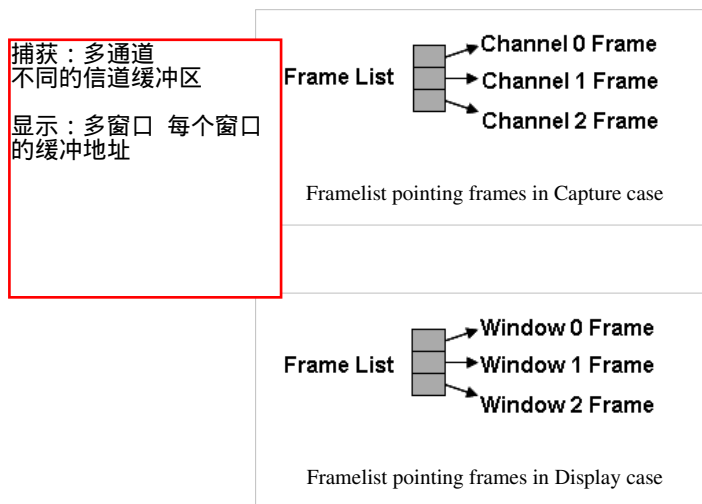 捕获：多通道
不同的信道缓冲区
显示：多窗口 每个窗口
的缓冲地址
Frame List
Channel 0 Frame
Channel 1 Frame
Channel 2 Frame
Framelist pointing frames in Capture case
Frame List
Window 0 Frame
Window 1 Frame
Window 2 Frame
Framelist pointing frames in Display case